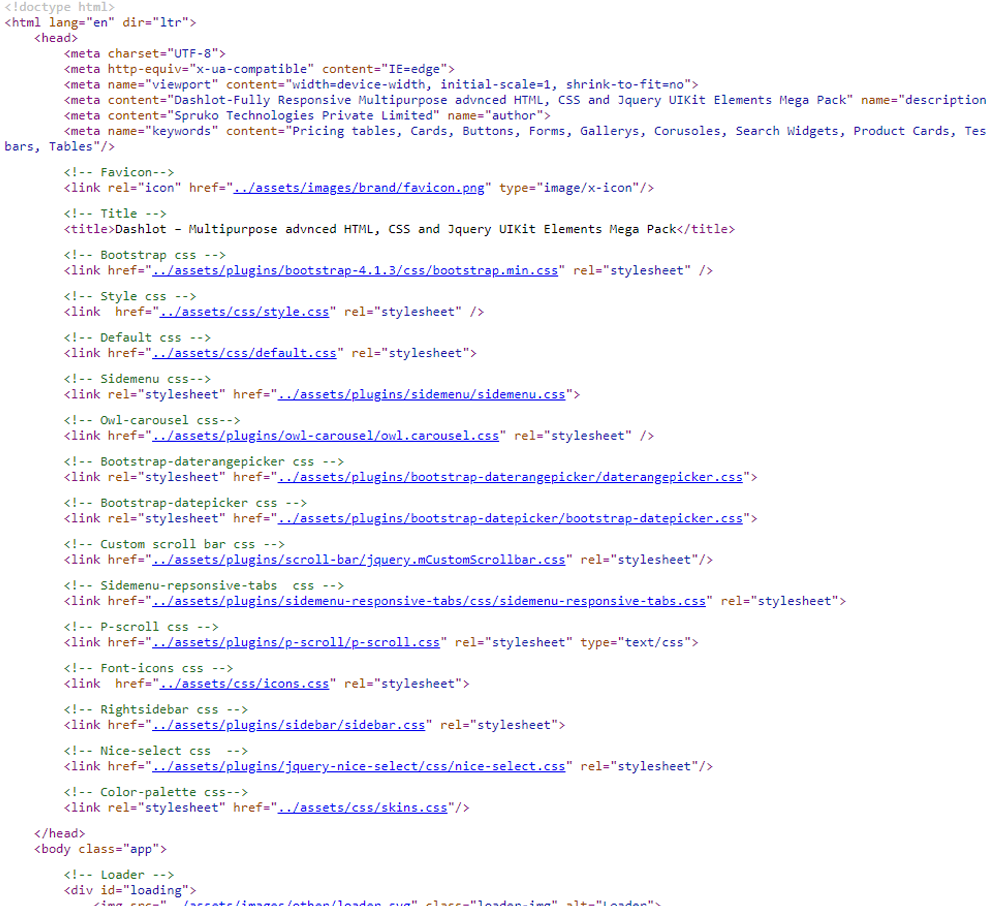 <!doctype html>
<html lang="en" dir="ltr">
<head>
<meta charset="UTF-8">
<meta http-equiv="x-ua-compatible" content="IE=edge">
<meta name="viewport" content="width=device-width, initial-scale=1, shrink-to-fit=no">
<meta content="Dashlot-Fully Responsive Multipurpose advnced HTML, CSS and Jquery UIKit Elements Mega Pack" name="description
<meta content="Spruko Technologies Private Limited" name="author">
<meta name="keywords" content="Pricing tables, Cards, Buttons, Forms, Gallerys, Corusoles, Search Widgets, Product Cards, Tes
bars, Tables"/>
<!-- Favicon-->
<link rel="icon" href="../assets/images/brand/favicon.png" type="image/x-icon"/>
<!-- Title -->
<title>Dashlot – Multipurpose advnced HTML, CSS and Jquery UIKit Elements Mega Pack</title>
<!-- Bootstrap css -->
<link href="../assets/plugins/bootstrap-4.1.3/css/bootstrap.min.css" rel="stylesheet" />
<!-- Style css -->
<link  href="../assets/css/style.css" rel="stylesheet" />
<!-- Default css -->
<link href="../assets/css/default.css" rel="stylesheet">
<!-- Sidemenu css-->
<link rel="stylesheet" href="../assets/plugins/sidemenu/sidemenu.css">
<!-- Owl-carousel css-->
<link href="../assets/plugins/owl-carousel/owl.carousel.css" rel="stylesheet" />
<!-- Bootstrap-daterangepicker css -->
<link rel="stylesheet" href="../assets/plugins/bootstrap-daterangepicker/daterangepicker.css">
<!-- Bootstrap-datepicker css -->
<link rel="stylesheet" href="../assets/plugins/bootstrap-datepicker/bootstrap-datepicker.css">
<!-- Custom scroll bar css -->
<link href="../assets/plugins/scroll-bar/jquery.mCustomScrollbar.css" rel="stylesheet"/>
<!-- Sidemenu-repsonsive-tabs  css -->
<link href="../assets/plugins/sidemenu-responsive-tabs/css/sidemenu-responsive-tabs.css" rel="stylesheet">
<!-- P-scroll css -->
<link href="../assets/plugins/p-scroll/p-scroll.css" rel="stylesheet" type="text/css">
<!-- Font-icons css -->
<link  href="../assets/css/icons.css" rel="stylesheet">
<!-- Rightsidebar css -->
<link href="../assets/plugins/sidebar/sidebar.css" rel="stylesheet">
<!-- Nice-select css  -->
<link href="../assets/plugins/jquery-nice-select/css/nice-select.css" rel="stylesheet"/>
<!-- Color-palette css-->
<link rel="stylesheet" href="../assets/css/skins.css"/>
</head>
<body class="app">
<!-- Loader -->
<div id="loading">
<img src="../assets/images/other/loader.svg" class="loader-img" alt="Loader">